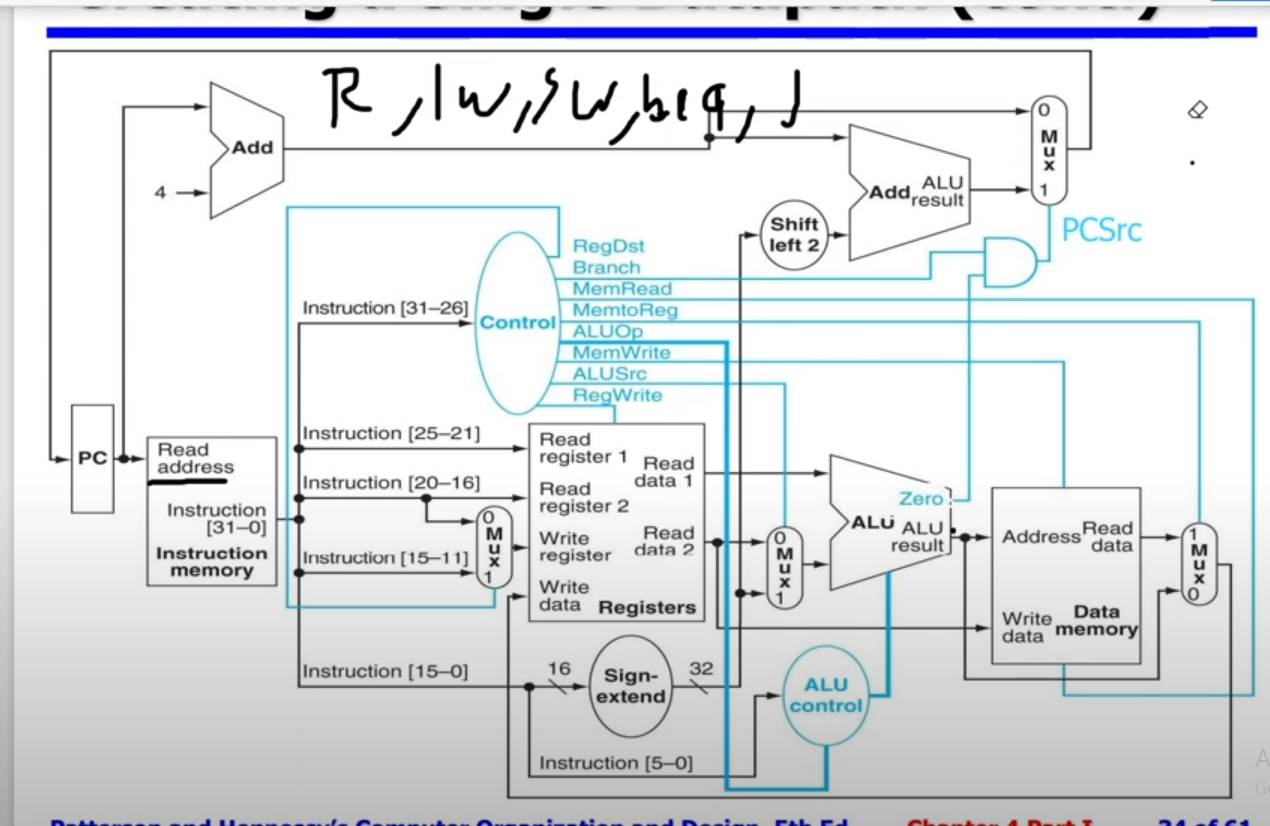 R, lw, sw, beq, J
Add
4
0
Mux
1
Add ALU result
Shift left 2
PCSrc
RegDst
Branch
MemRead
MemtoReg
ALUOp
MemWrite
ALUSrc
RegWrite
Control
Instruction [31–26]
Instruction [25–21]
Instruction [20–16]
Instruction [15–11]
Instruction [15–0]
Instruction [5–0]
PC
Read address
Instruction [31–0]
Instruction memory
0
Mux
1
Read register 1
Read register 2
Write register
Write data
Read data 1
Read data 2
Registers
0
Mux
1
Zero
ALU
ALU result
Address
Read data
Write data
Data memory
1
Mux
0
16
Sign-extend
32
ALU control